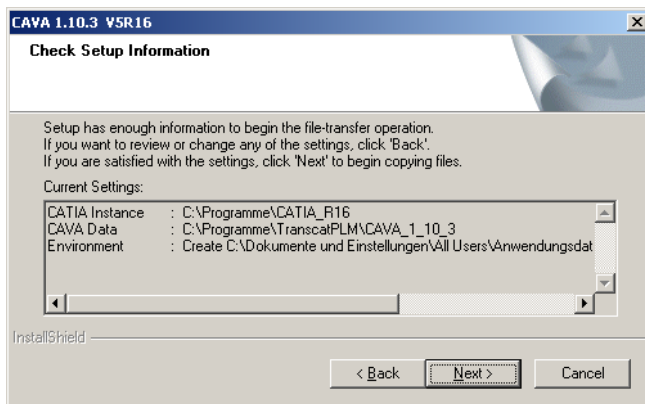 CAVA 1.10.3 V5R16
Check Setup Information
Setup has enough information to begin the file-transfer operation.
If you want to review or change any of the settings, click 'Back'.
If you are satisfied with the settings, click 'Next' to begin copying files.
Current Settings:
CATIA Instance : C:\Programme\CATIA_R16
CAVA Data : C:\Programme\TranscatPLM\CAVA_1_10_3
Environment : Create C:\Dokumente und Einstellungen\All Users\Anwendungsdat
InstallShield
< Back Next > Cancel